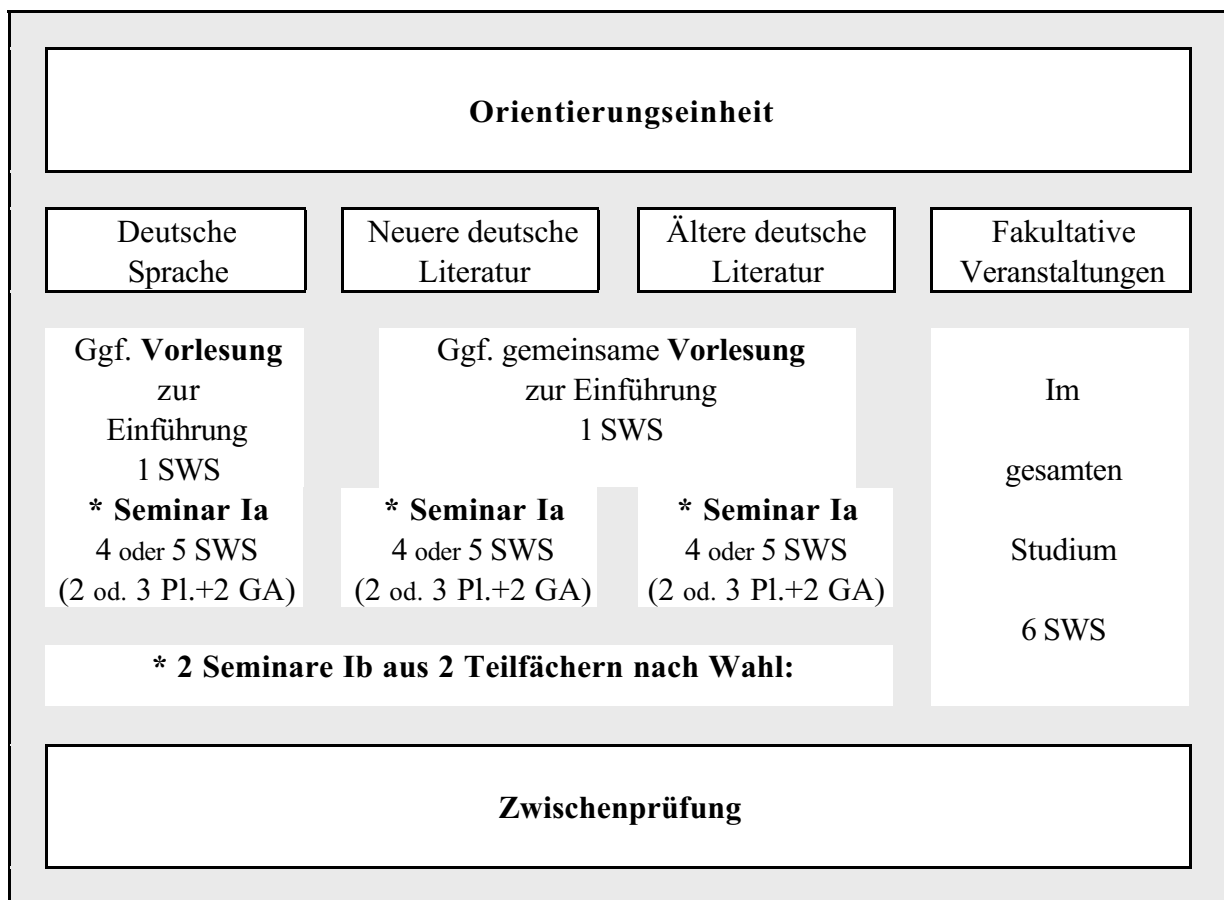 Orientierungseinheit
Deutsche
Sprache
Neuere deutsche
Literatur
Ältere deutsche
Literatur
Fakultative
Veranstaltungen
Ggf. Vorlesung
zur
Einführung
1 SWS
Ggf. gemeinsame Vorlesung
zur Einführung
1 SWS
* Seminar Ia
4 oder 5 SWS
(2 od. 3 Pl.+2 GA)
* Seminar Ia
4 oder 5 SWS
(2 od. 3 Pl.+2 GA)
* Seminar Ia
4 oder 5 SWS
(2 od. 3 Pl.+2 GA)
Im
gesamten
Studium
6 SWS
* 2 Seminare Ib aus 2 Teilfächern nach Wahl:
Zwischenprüfung